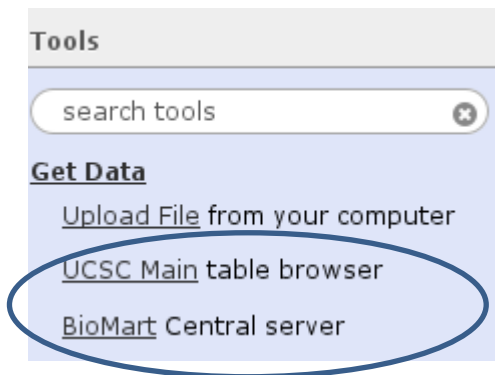 Tools
search tools
Get Data
Upload File from your computer
UCSC Main table browser
BioMart Central server